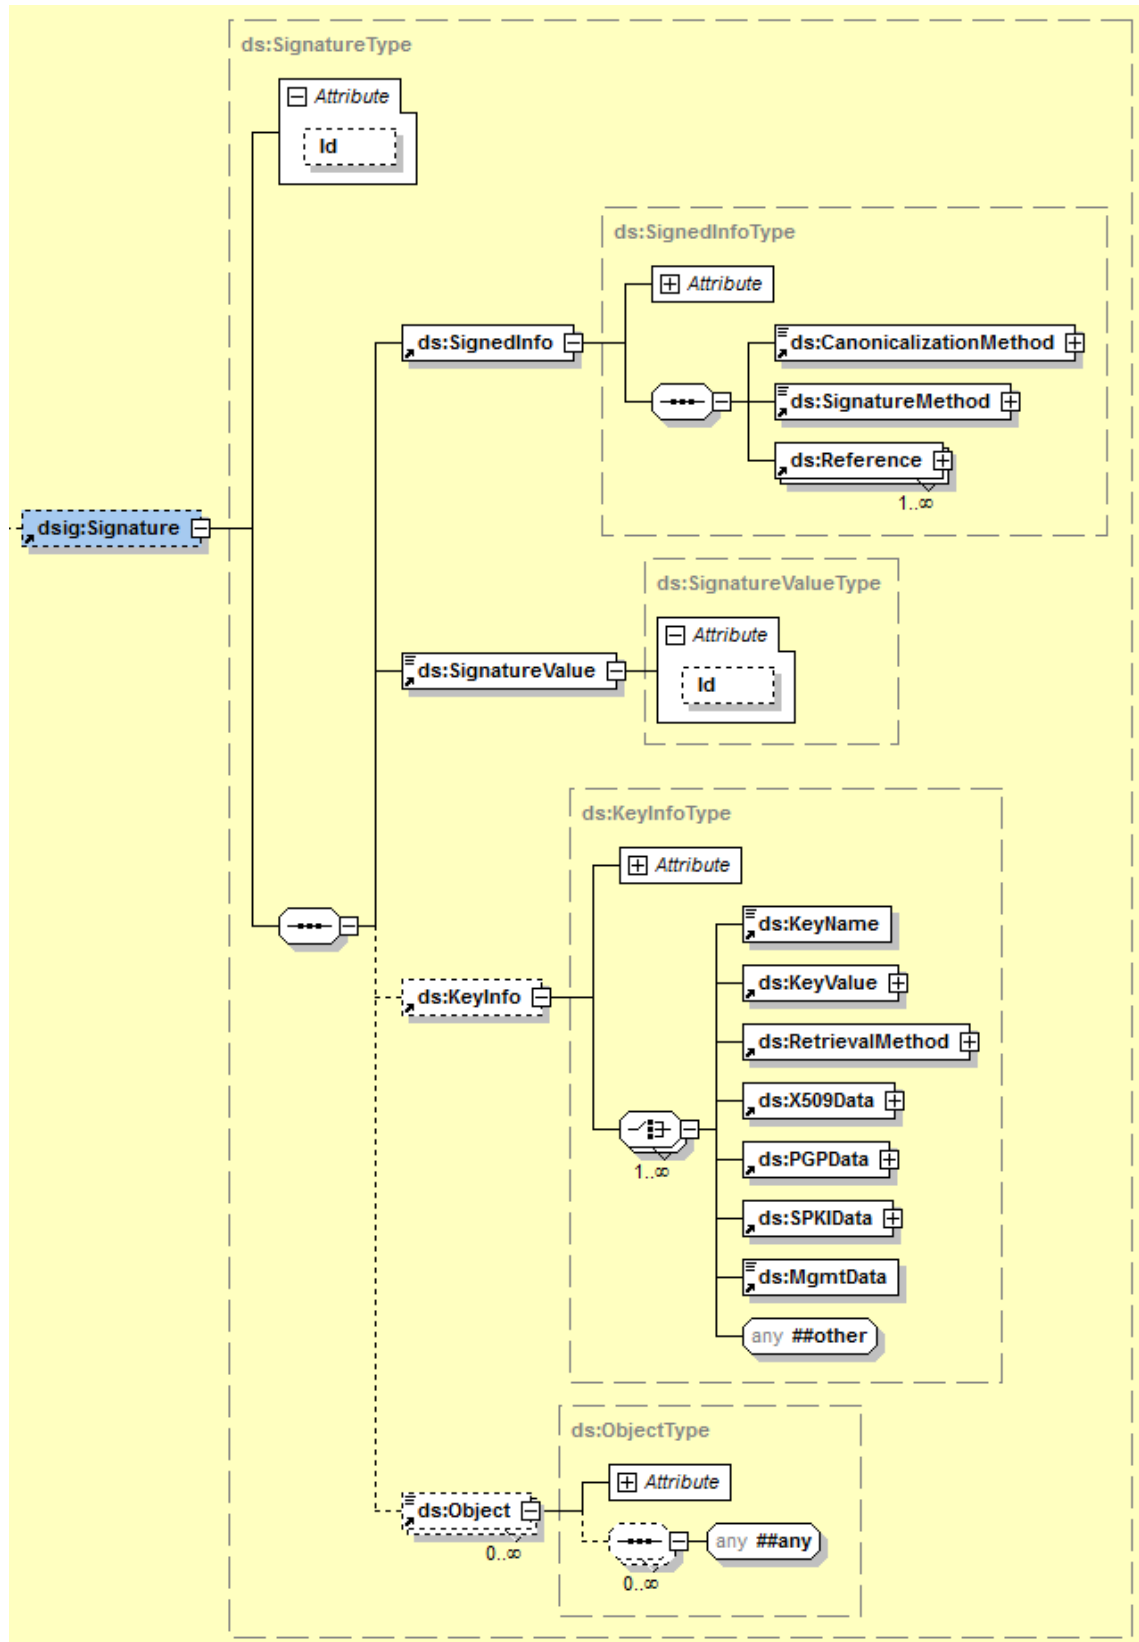 ds:SignatureType
Attribute
Id
ds:SignedInfoType
Attribute
ds:SignedInfo
ds:CanonicalizationMethod
ds:SignatureMethod
ds:Reference
1..∞
dsig:Signature
ds:SignatureValueType
Attribute
ds:SignatureValue
Id
ds:KeyInfoType
Attribute
ds:KeyName
ds:KeyValue
ds:KeyInfo
ds:RetrievalMethod
ds:X509Data
1..∞
ds:PGPData
ds:SPKIData
ds:MgmtData
any ##other
ds:ObjectType
Attribute
ds:Object
0..∞
any ##any
0..∞